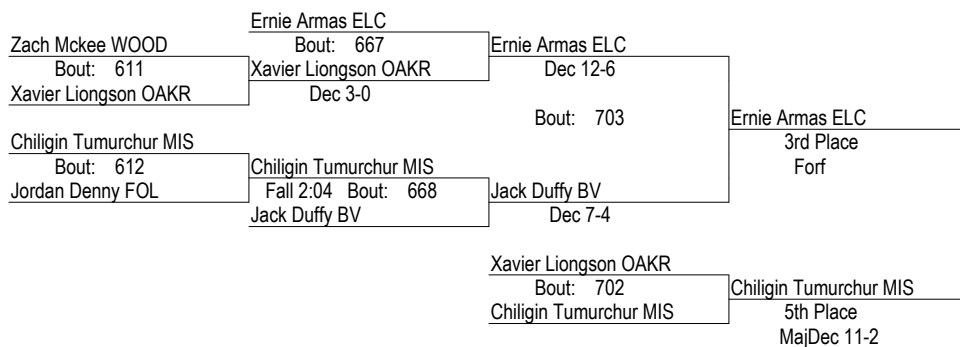 Ernie Armas ELC
Zach Mckee WOOD
Bout: 667
Ernie Armas ELC
Bout: 611
Xavier Liongson OAKR
Dec 12-6
Xavier Liongson OAKR
Dec 3-0
Bout: 703
Ernie Armas ELC
Chiligin Tumurchur MIS
3rd Place
Bout: 612
Chiligin Tumurchur MIS
Forf
Jordan Denny FOL
Fall 2:04 Bout: 668
Jack Duffy BV
Jack Duffy BV
Dec 7-4
Xavier Liongson OAKR
Bout: 702
Chiligin Tumurchur MIS
Chiligin Tumurchur MIS
5th Place
MajDec 11-2